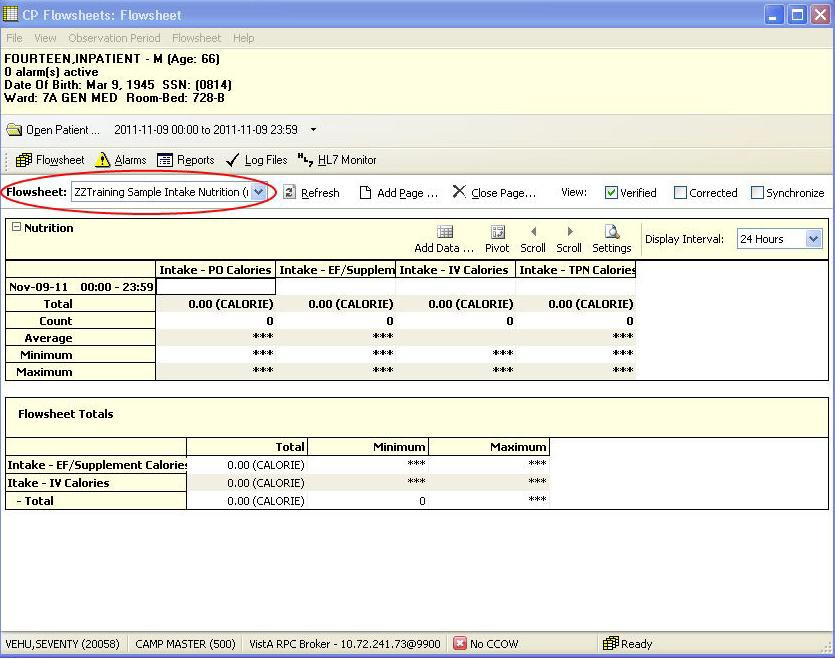 CP Flowsheets: Flowsheet
File View Observation Period Flowsheet Help
FOURTEEN,INPATIENT - M (Age: 66)
0 alarm(s) active
Date Of Birth: Mar 9, 1945 SSN: (0814)
Ward: 7A GEN MED Room-Bed: 728-B
Open Patient ... 2011-11-09 00:00 to 2011-11-09 23:59
Flowsheet Alarms Reports Log Files HL7 Monitor
Flowsheet: ZZTraining Sample Intake Nutrition ( Refresh Add Page ... Close Page... View: Verified Corrected Synchronize
Nutrition
Add Data ... Pivot Scroll Scroll Settings Display Interval: 24 Hours
Intake - PO Calories Intake - EF/Supplem Intake - IV Calories Intake - TPN Calories
Nov-09-11 00:00 - 23:59
Total 0.00 (CALORIE) 0.00 (CALORIE) 0.00 (CALORIE) 0.00 (CALORIE)
Count 0 0 0 0
Average *** *** ***
Minimum *** *** *** ***
Maximum *** *** *** ***
Flowsheet Totals
Total Minimum Maximum
Intake - EF/Supplement Calories 0.00 (CALORIE) *** ***
Itake - IV Calories 0.00 (CALORIE) *** ***
- Total 0.00 (CALORIE) 0 ***
VEHU,SEVENTY (20058) CAMP MASTER (500) VistA RPC Broker - 10.72.241.73@9900 No CCOW Ready